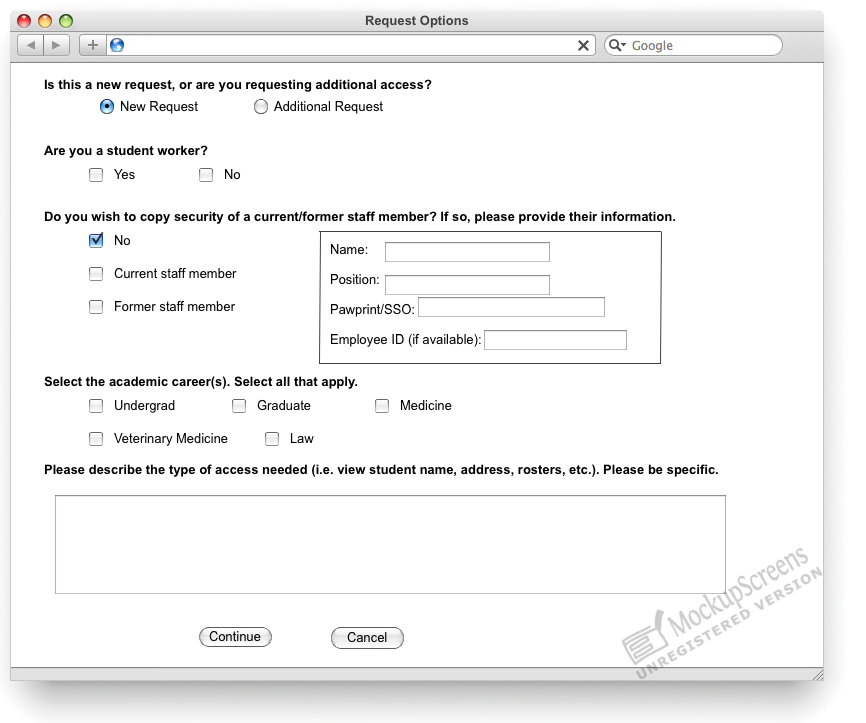 Request Options
Google
Is this a new request, or are you requesting additional access?
New Request Additional Request
Are you a student worker?
Yes No
Do you wish to copy security of a current/former staff member? If so, please provide their information.
No
Current staff member
Former staff member
Name:
Position:
Pawprint/SSO:
Employee ID (if available):
Select the academic career(s). Select all that apply.
Undergrad Graduate Medicine
Veterinary Medicine Law
Please describe the type of access needed (i.e. view student name, address, rosters, etc.). Please be specific.
Continue Cancel
MockupScreens
UNREGISTERED VERSION